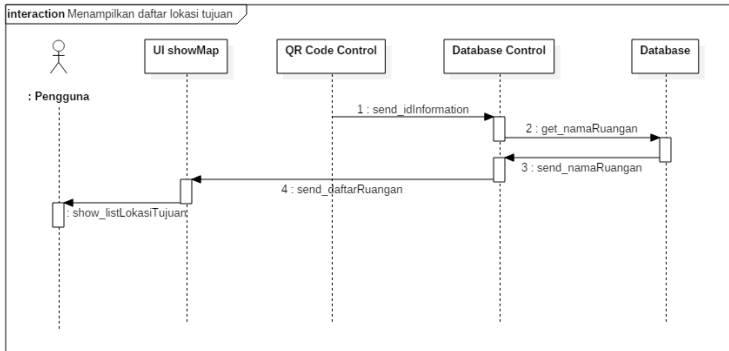 interaction Menampilkan daftar lokasi tujuan
UI showMap
QR Code Control
Database Control
Database
: Pengguna
1 : send_idInformation
2 : get_namaRuangan
3 : send_namaRuangan
4 : send_daftarRuangan
: show_listLokasiTujuan